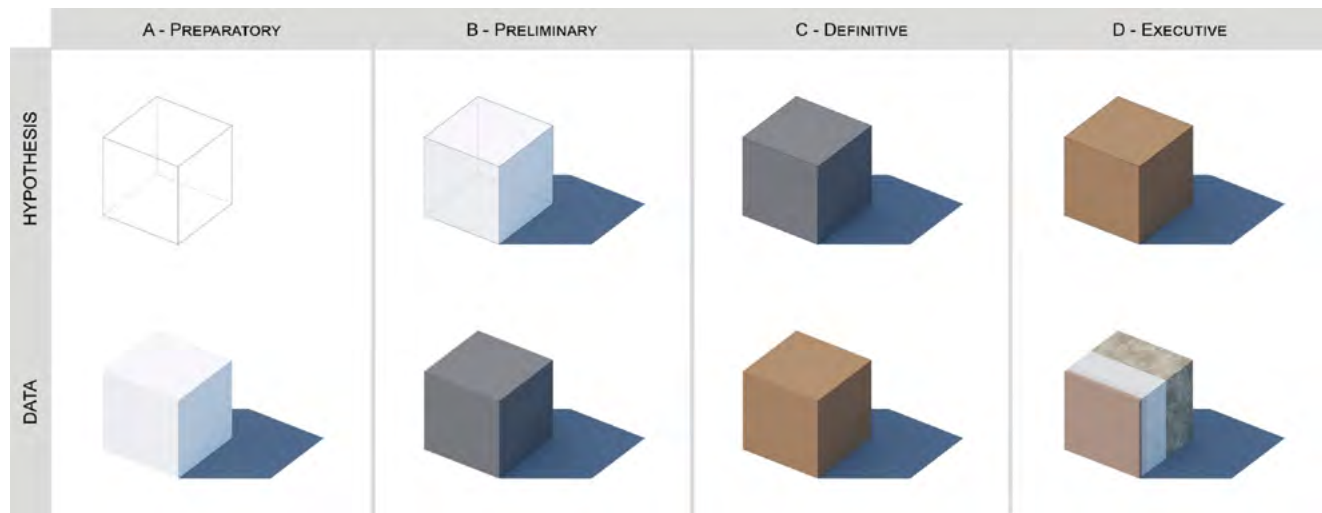 A - PREPARATORY
B - PRELIMINARY
C - DEFINITIVE
D - EXECUTIVE
HYPOTHESIS
DATA